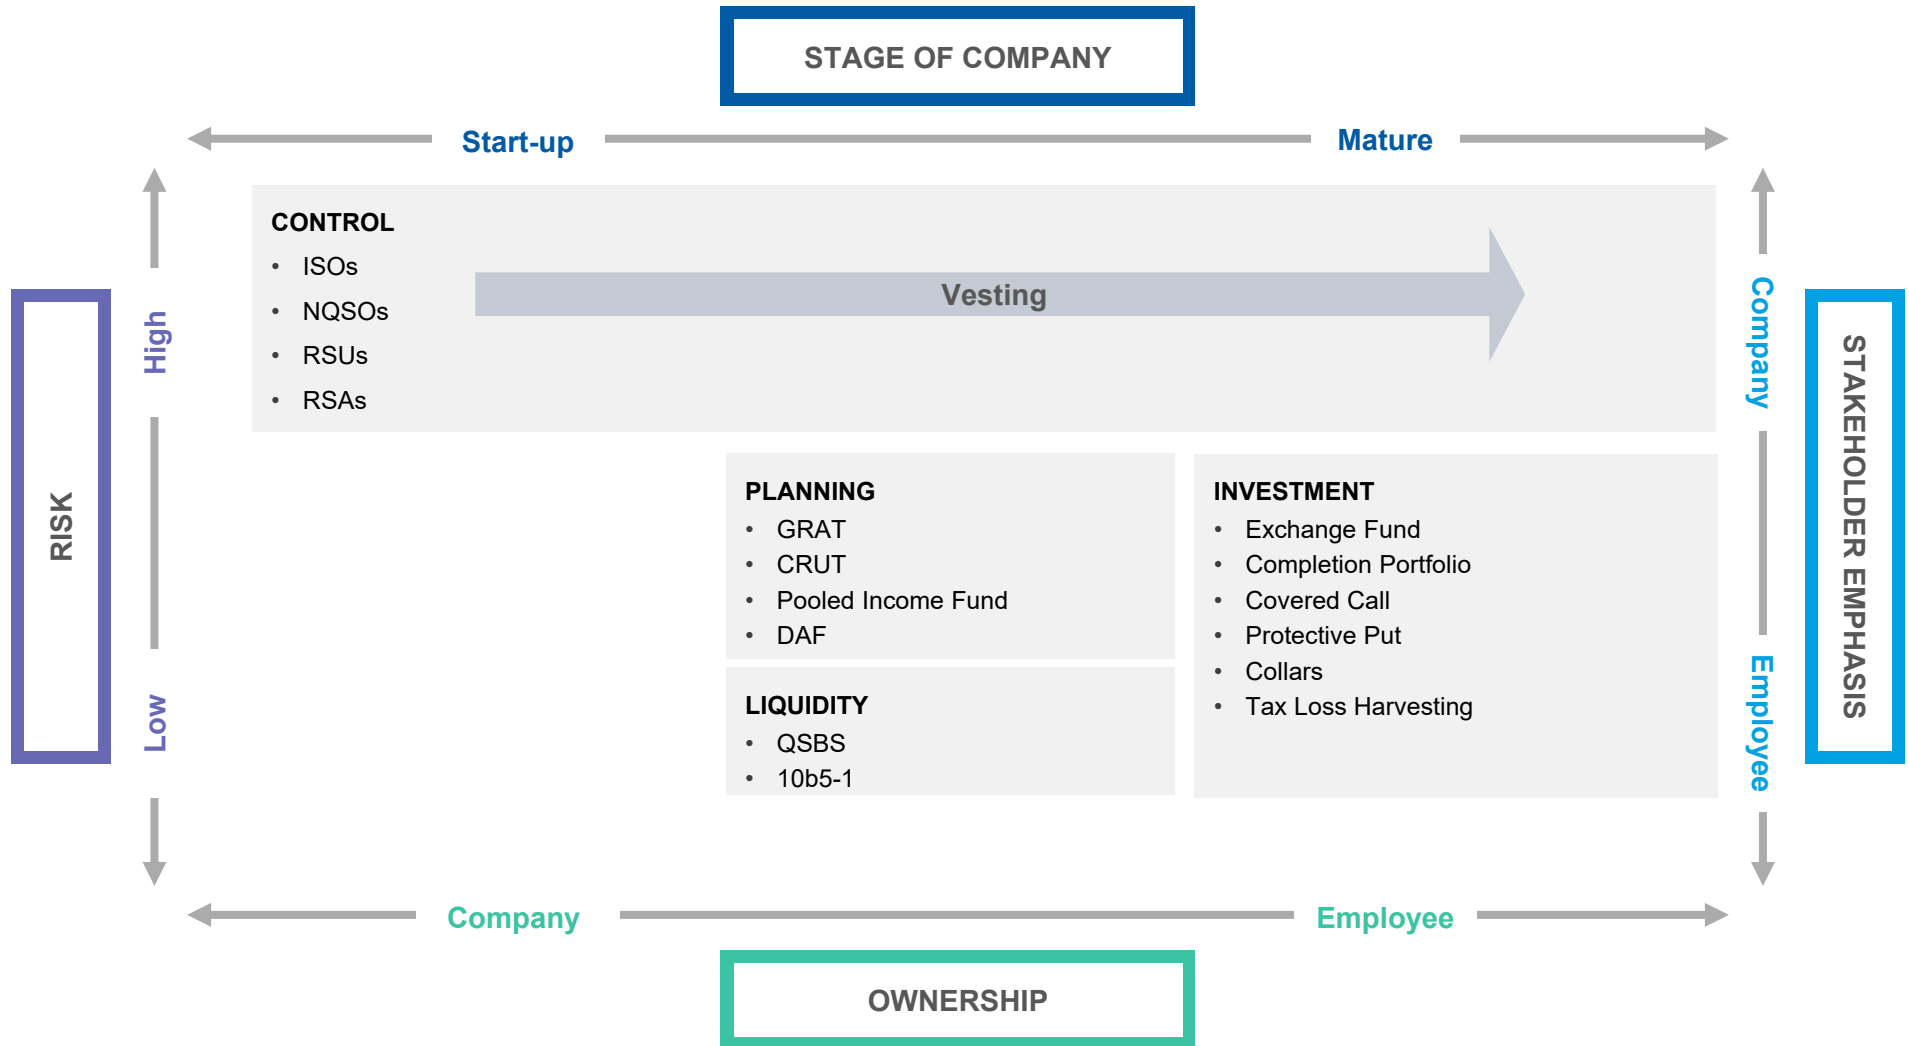 STAGE OF COMPANY
Start-up
Mature
CONTROL
• ISOs
• NQSOs
• RSUs
• RSAs
Vesting
High
Low
RISK
Company
Employee
STAKEHOLDER EMPHASIS
PLANNING
• GRAT
• CRUT
• Pooled Income Fund
• DAF
LIQUIDITY
• QSBS
• 10b5-1
INVESTMENT
• Exchange Fund
• Completion Portfolio
• Covered Call
• Protective Put
• Collars
• Tax Loss Harvesting
Company
Employee
OWNERSHIP